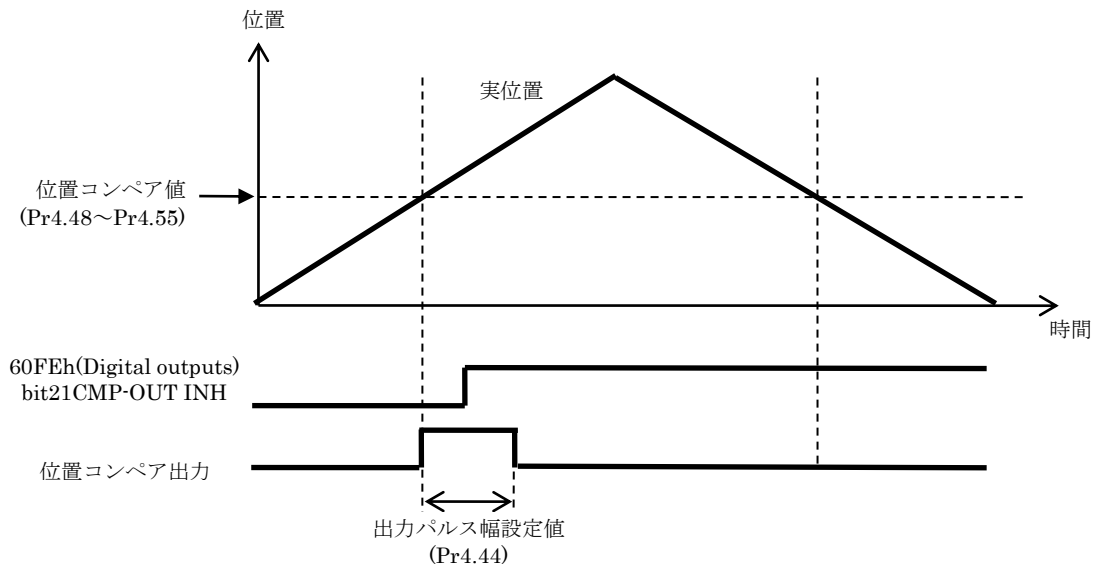 位置
実位置
位置コンペア値
(Pr4.48～Pr4.55)
時間
60FEh(Digital outputs)
bit21CMP-OUT INH
位置コンペア出力
出力パルス幅設定値
(Pr4.44)